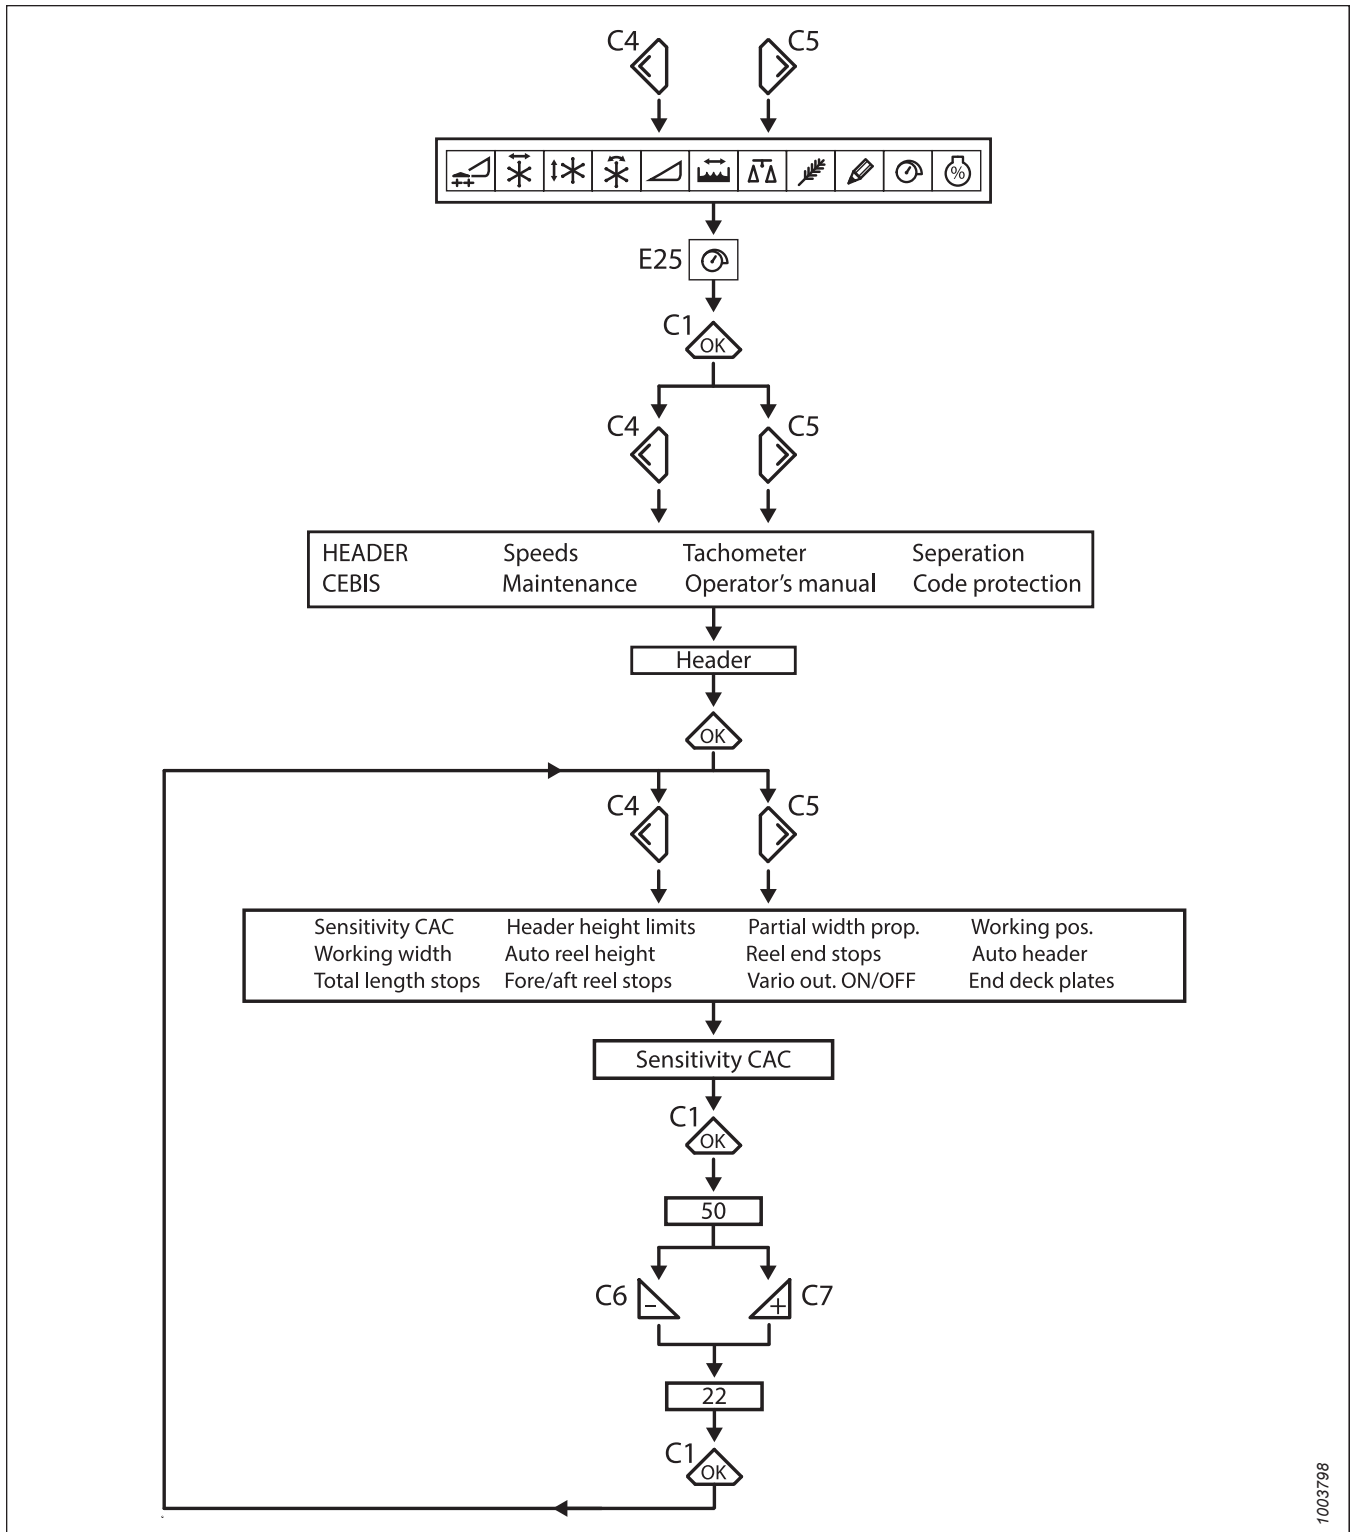 C4 C5
%
E25
C1
OK
C4 C5
HEADER Speeds Tachometer Seperation
CEBIS Maintenance Operator's manual Code protection
Header
OK
C4 C5
Sensitivity CAC Header height limits Partial width prop. Working pos.
Working width Auto reel height Reel end stops Auto header
Total length stops Fore/aft reel stops Vario out. ON/OFF End deck plates
Sensitivity CAC
C1
OK
50
C6 - + C7
22
C1
OK
1003798